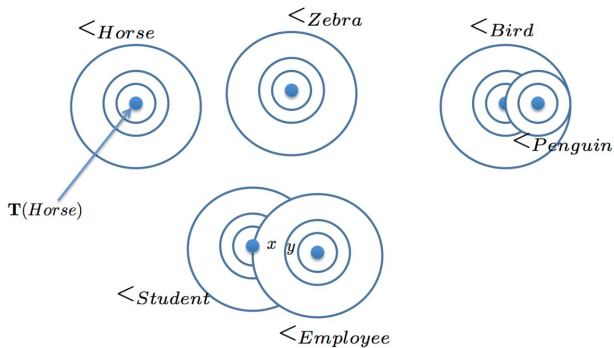 <Horse
<Zebra
<Bird
<Penguin
T(Horse)
x y
<Student
<Employee